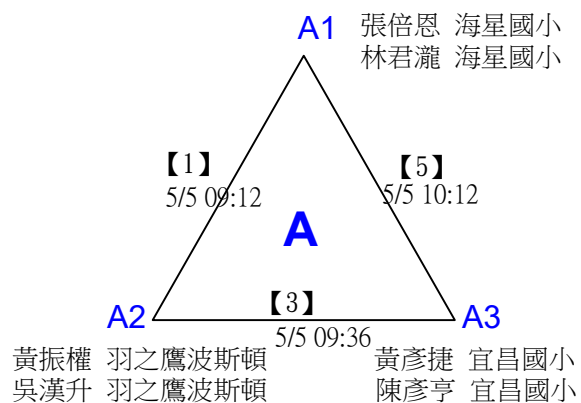 A1
張倍恩 海星國小
林君瀧 海星國小
【1】
5/5 09:12
【5】
5/5 10:12
A
【3】
5/5 09:36
A2
A3
黃振權 羽之鷹波斯頓
吳漢升 羽之鷹波斯頓
黃彥捷 宜昌國小
陳彥亨 宜昌國小